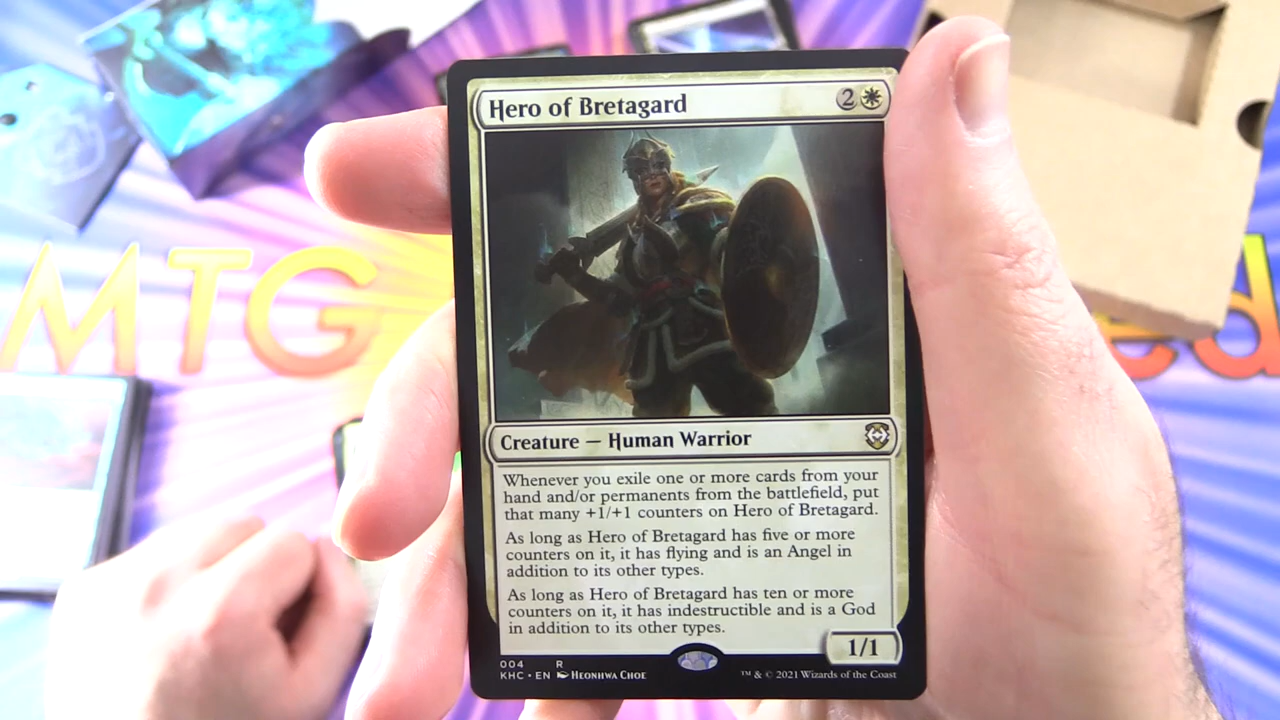 Hero of Bretagard 2
MTG ed
Creature — Human Warrior
Whenever you exile one or more cards from your
hand and/or permanents from the battlefield, put
that many +1/+1 counters on Hero of Bretagard.
As long as Hero of Bretagard has five or more
counters on it, it has flying and is an Angel in
addition to its other types.
As long as Hero of Bretagard has ten or more
counters on it, it has indestructible and is a God
in addition to its other types.
1/1
004 R
KHC • EN Heonhwa Choe
™ & © 2021 Wizards of the Coast